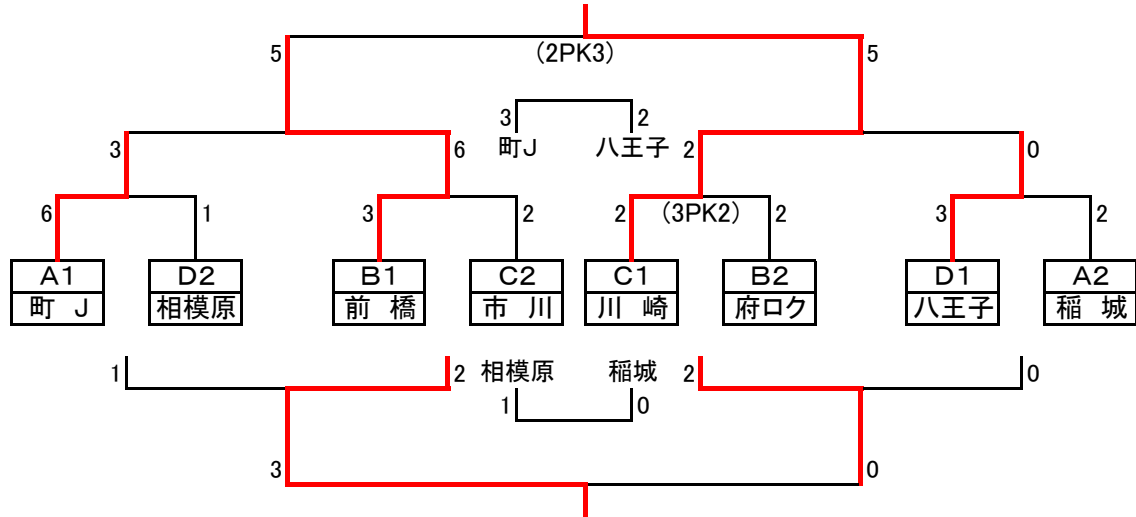 5 (2PK3) 5
3 2
3 町J 八王子 2
6 0
6 1 3 2 2 (3PK2) 2 3 2
A1 D2 B1 C2 C1 B2 D1 A2
町 J 相模原 前 橋 市 川 川 崎 府ロク 八王子 稲 城
1 2 相模原 稲城 2 0
1 0
3 0